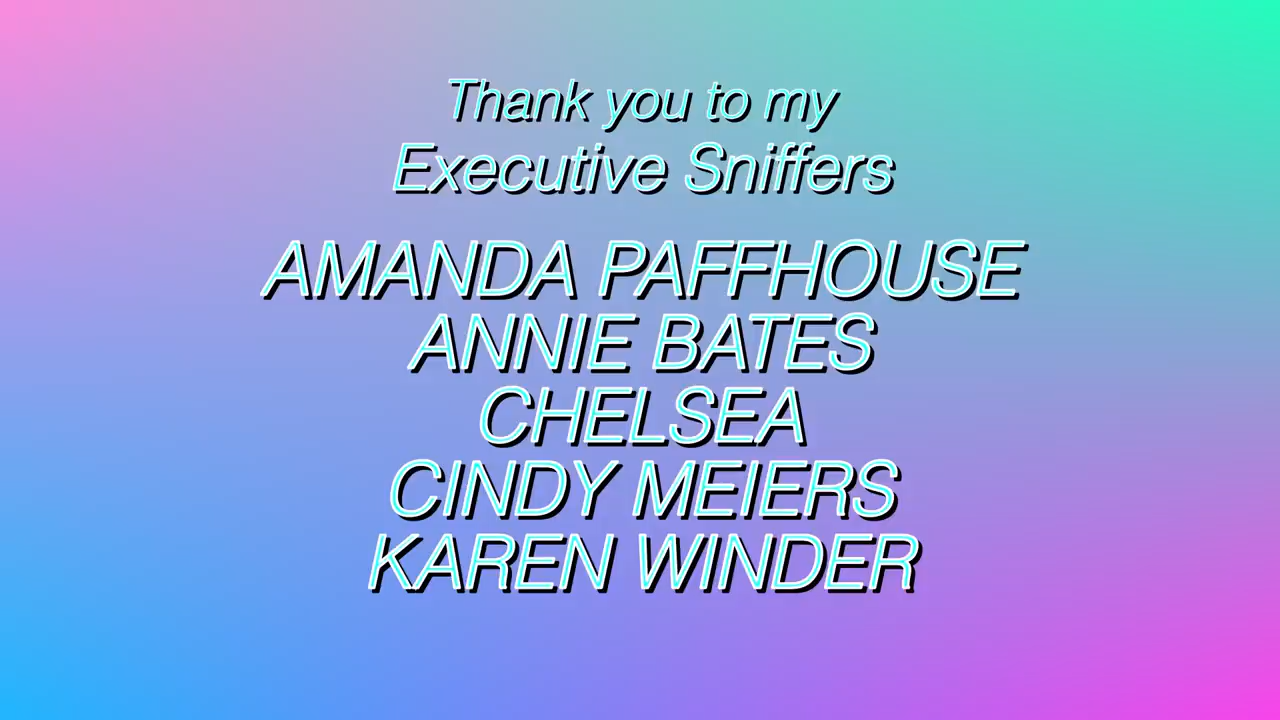 Thank you to my
Executive Sniffers
AMANDA PAFFHOUSE
ANNIE BATES
CHELSEA
CINDY MEIERS
KAREN WINDER